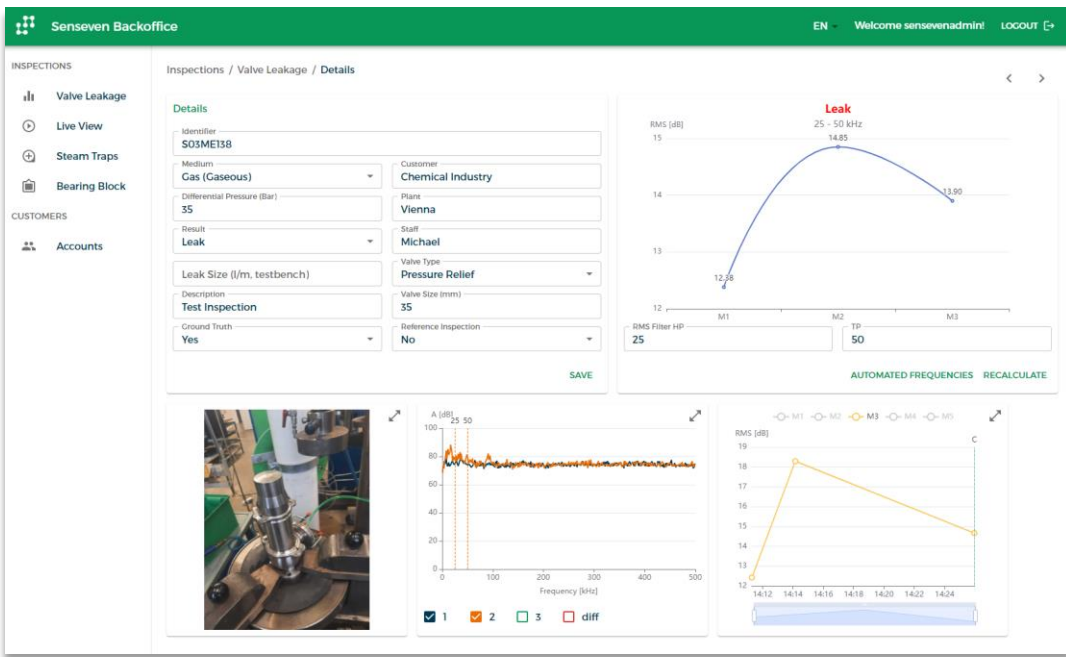 Senseven Backoffice
EN Welcome sensevenadmin! LOGOUT
INSPECTIONS
Valve Leakage
Live View
Steam Traps
Bearing Block
CUSTOMERS
Accounts
Inspections / Valve Leakage / Details
Details
Identifier
S03ME138
Medium
Gas (Gaseous)
Customer
Chemical Industry
Differential Pressure (Bar)
35
Plant
Vienna
Result
Leak
Staff
Michael
Leak Size (l/m, testbench)
Valve Type
Pressure Relief
Description
Test Inspection
Valve Size (mm)
35
Ground Truth
Yes
Reference Inspection
No
SAVE
Leak
25 - 50 kHz
RMS [dB]
15
14
13
12
14.85
13.90
12.38
M1 M2 M3
RMS Filter HP
25
TP
50
AUTOMATED FREQUENCIES RECALCULATE
A [dB]
25 50
100
80
60
40
20
0
0 100 200 300 400 500
Frequency [kHz]
1 2 3 diff
M1 M2 M3 M4 M5
RMS [dB]
C
19
18
17
16
15
14
13
12
14:12 14:14 14:16 14:18 14:20 14:22 14:24